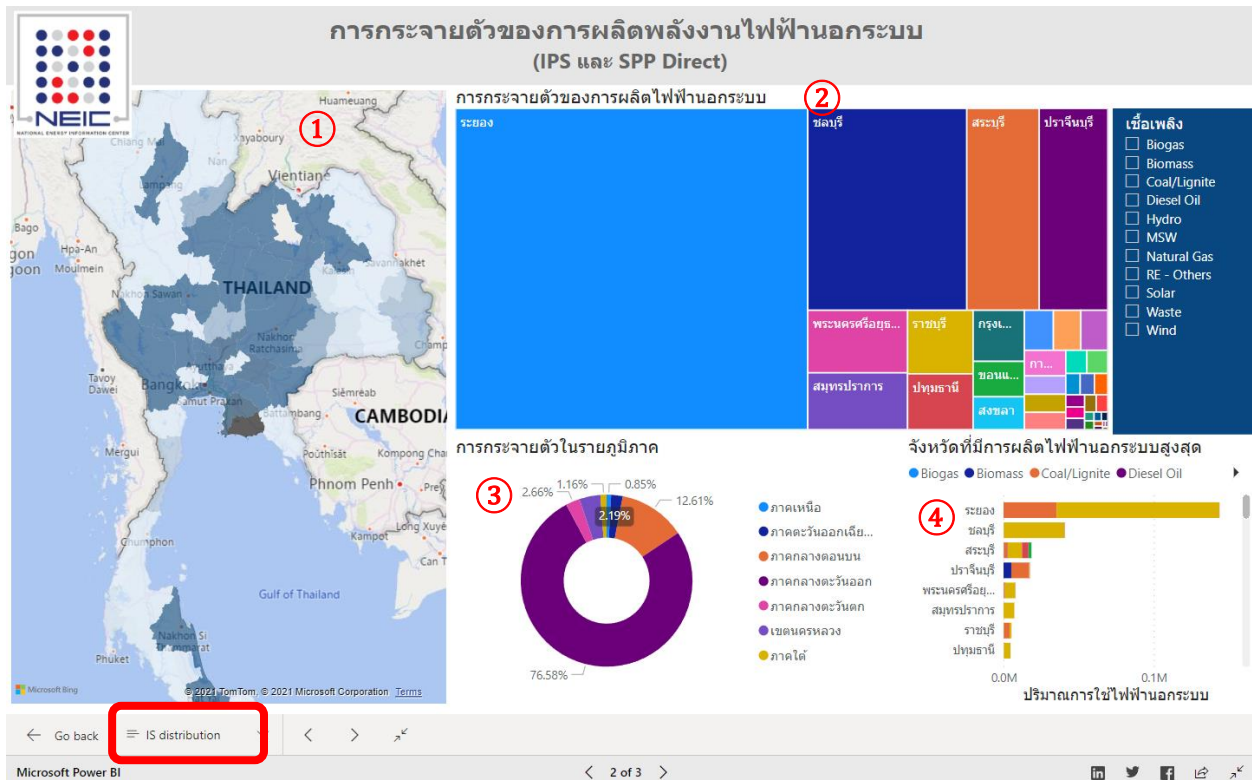 การกระจายตัวของการผลิตพลังงานไฟฟ้านอกระบบ
(IPS และ SPP Direct)
NEIC
NATIONAL ENERGY INFORMATION CENTER
①
Huameuang
Xayaboury
Chiang Mai
Nan
Vientiane
Lampang
Bago
Hpa-An
Moulmein
Savannakhet
Nakhon Sawan
THAILAND
Nakhon
Ratchasima
Champ
Ayutthaya
Tavoy
Dawei
Bangkok
Samut Prakan
Siĕmréab
Battambang
CAMBODIA
Mergui
Poŭthĭsăt
Kompong Cha
Phnom Penh
Prey
Long Xuye
Kampot
Chumphon
Can T
Gulf of Thailand
Nakhon Si
Thammarat
Phuket
Microsoft Bing
© 2021 TomTom, © 2021 Microsoft Corporation Terms
การกระจายตัวของการผลิตไฟฟ้านอกระบบ
②
ระยอง
ชลบุรี
สระบุรี
ปราจีนบุรี
พระนครศรีอยุธ...
ราชบุรี
กรุงเ...
สมุทรปราการ
ปทุมธานี
ขอนแ...
กา...
สงขลา
เชื้อเพลิง
Biogas
Biomass
Coal/Lignite
Diesel Oil
Hydro
MSW
Natural Gas
RE - Others
Solar
Waste
Wind
การกระจายตัวในรายภูมิภาค
③
2.66%
1.16%
0.85%
2.19%
12.61%
76.58%
ภาคเหนือ
ภาคตะวันออกเฉีย...
ภาคกลางตอนบน
ภาคกลางตะวันออก
ภาคกลางตะวันตก
เขตนครหลวง
ภาคใต้
จังหวัดที่มีการผลิตไฟฟ้านอกระบบสูงสุด
Biogas Biomass Coal/Lignite Diesel Oil
④
ระยอง
ชลบุรี
สระบุรี
ปราจีนบุรี
พระนครศรีอยุ...
สมุทรปราการ
ราชบุรี
ปทุมธานี
0.0M 0.1M
ปริมาณการใช้ไฟฟ้านอกระบบ
Go back IS distribution
Microsoft Power BI
2 of 3